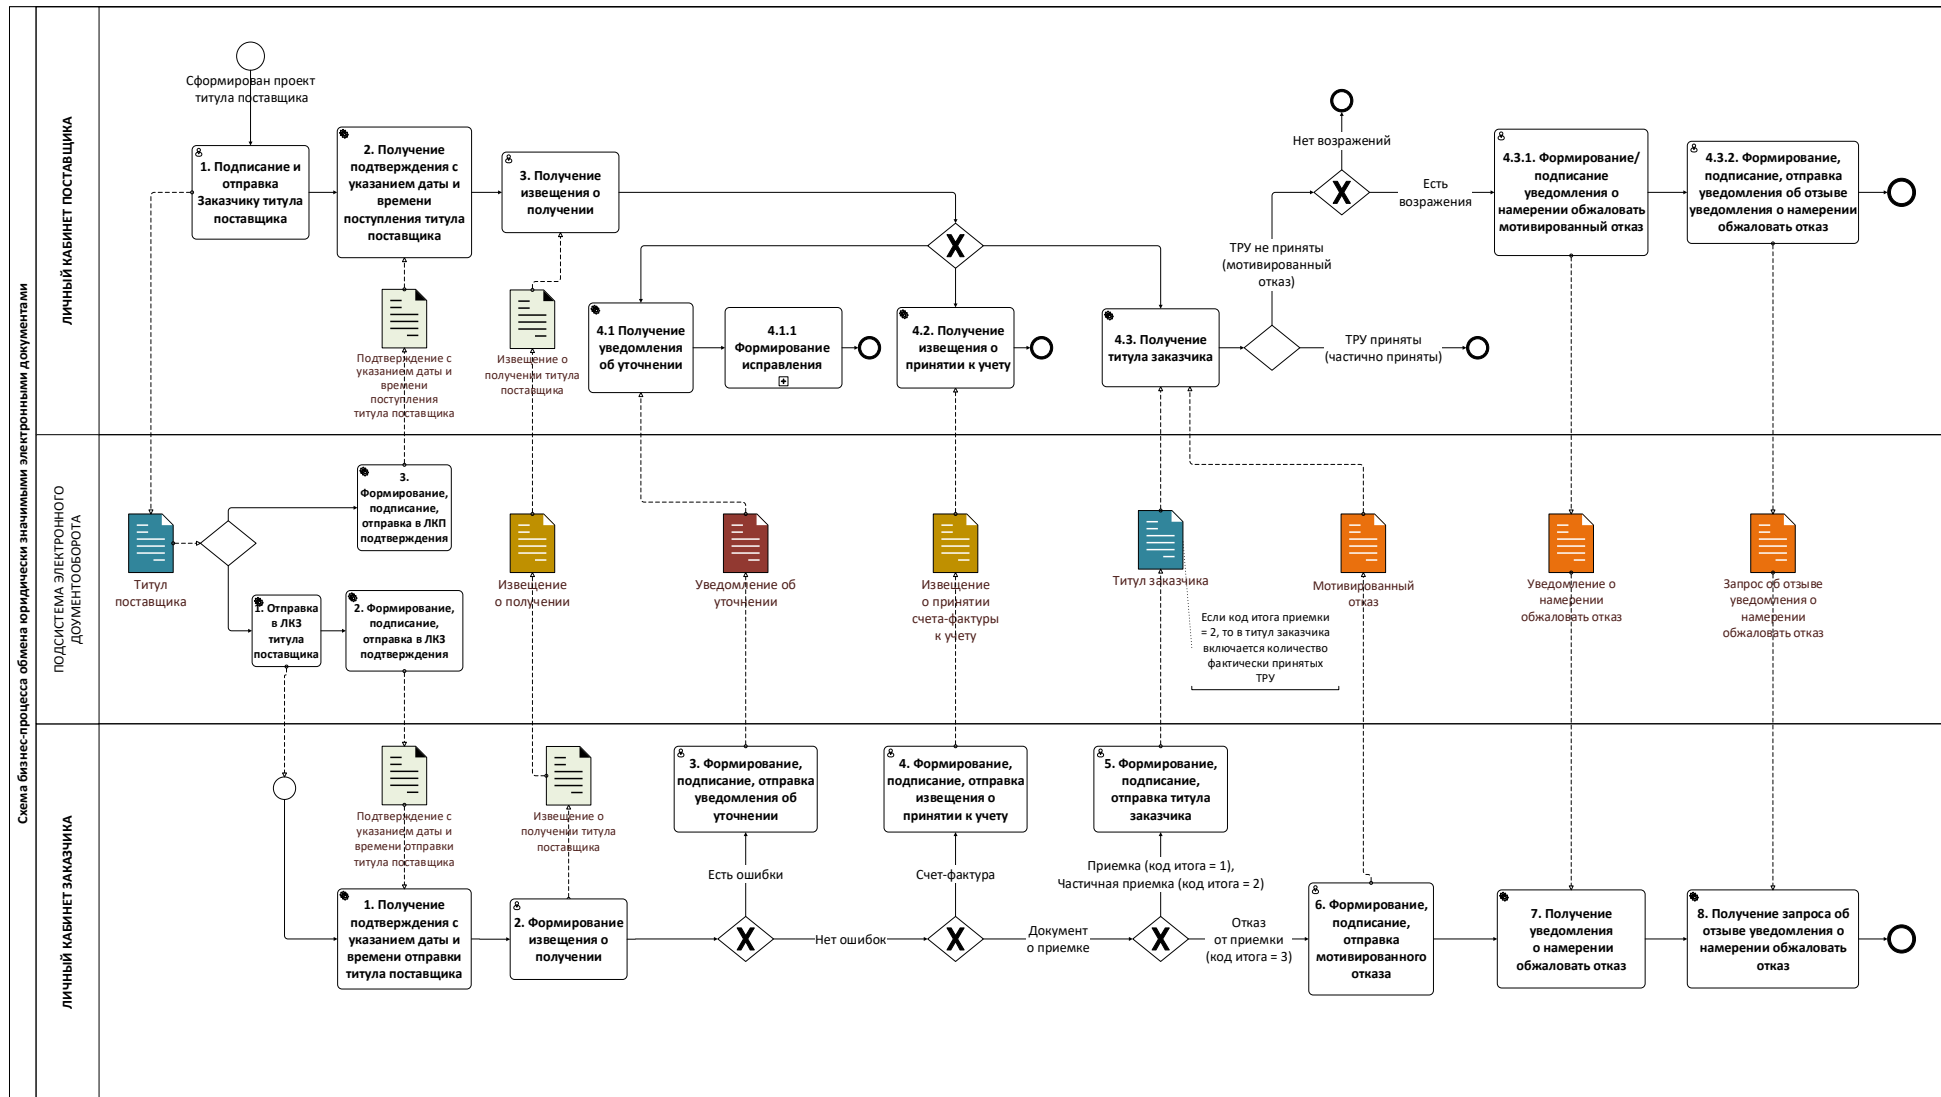 Схема бизнес-процесса обмена юридически значимыми электронными документами
ЛИЧНЫЙ КАБИНЕТ ПОСТАВЩИКА
Сформирован проект
титула поставщика
1. Подписание и
отправка
Заказчику титула
поставщика
2. Получение
подтверждения с
указанием даты и
времени
поступления титула
поставщика
3. Получение
извещения о
получении
Подтверждение с
указанием даты и
времени
поступления
титула поставщика
Извещение о
получении титула
поставщика
X
4.1 Получение
уведомления
об уточнении
4.1.1
Формирование
исправления
4.2. Получение
извещения о
принятии к учету
4.3. Получение
титула заказчика
ТРУ не приняты
(мотивированный
отказ)
ТРУ приняты
(частично приняты)
Нет возражений
X
Есть
возражения
4.3.1. Формирование/
подписание
уведомления о
намерении обжаловать
мотивированный отказ
4.3.2. Формирование,
подписание, отправка
уведомления об отзыве
уведомления о намерении
обжаловать отказ
ПОДСИСТЕМА ЭЛЕКТРОННОГО
ДОУМЕНТООБОРОТА
Титул
поставщика
3.
Формирование,
подписание,
отправка в ЛКП
подтверждения
1. Отправка
в ЛКЗ
титула
поставщика
2. Формирование,
подписание,
отправка в ЛКЗ
подтверждения
Извещение
о получении
Уведомление об
уточнении
Извещение
о принятии
счета-фактуры
к учету
Титул заказчика
Если код итога приемки
= 2, то в титул заказчика
включается количество
фактически принятых
ТРУ
Мотивированный
отказ
Уведомление о
намерении
обжаловать отказ
Запрос об отзыве
уведомления о
намерении
обжаловать отказ
ЛИЧНЫЙ КАБИНЕТ ЗАКАЗЧИКА
Подтверждение с
указанием даты и
времени отправки
титула поставщика
Извещение о
получении титула
поставщика
1. Получение
подтверждения с
указанием даты и
времени отправки
титула поставщика
2. Формирование
извещения о
получении
3. Формирование,
подписание, отправка
уведомления об
уточнении
Есть ошибки
X
Нет ошибок
4. Формирование,
подписание, отправка
извещения о
принятии к учету
Счет-фактура
X
Документ
о приемке
5. Формирование,
подписание,
отправка титула
заказчика
Приемка (код итога = 1),
Частичная приемка (код итога = 2)
X
Отказ
от приемки
(код итога = 3)
6. Формирование,
подписание,
отправка
мотивированного
отказа
7. Получение
уведомления
о намерении
обжаловать отказ
8. Получение запроса об
отзыве уведомления о
намерении обжаловать
отказ